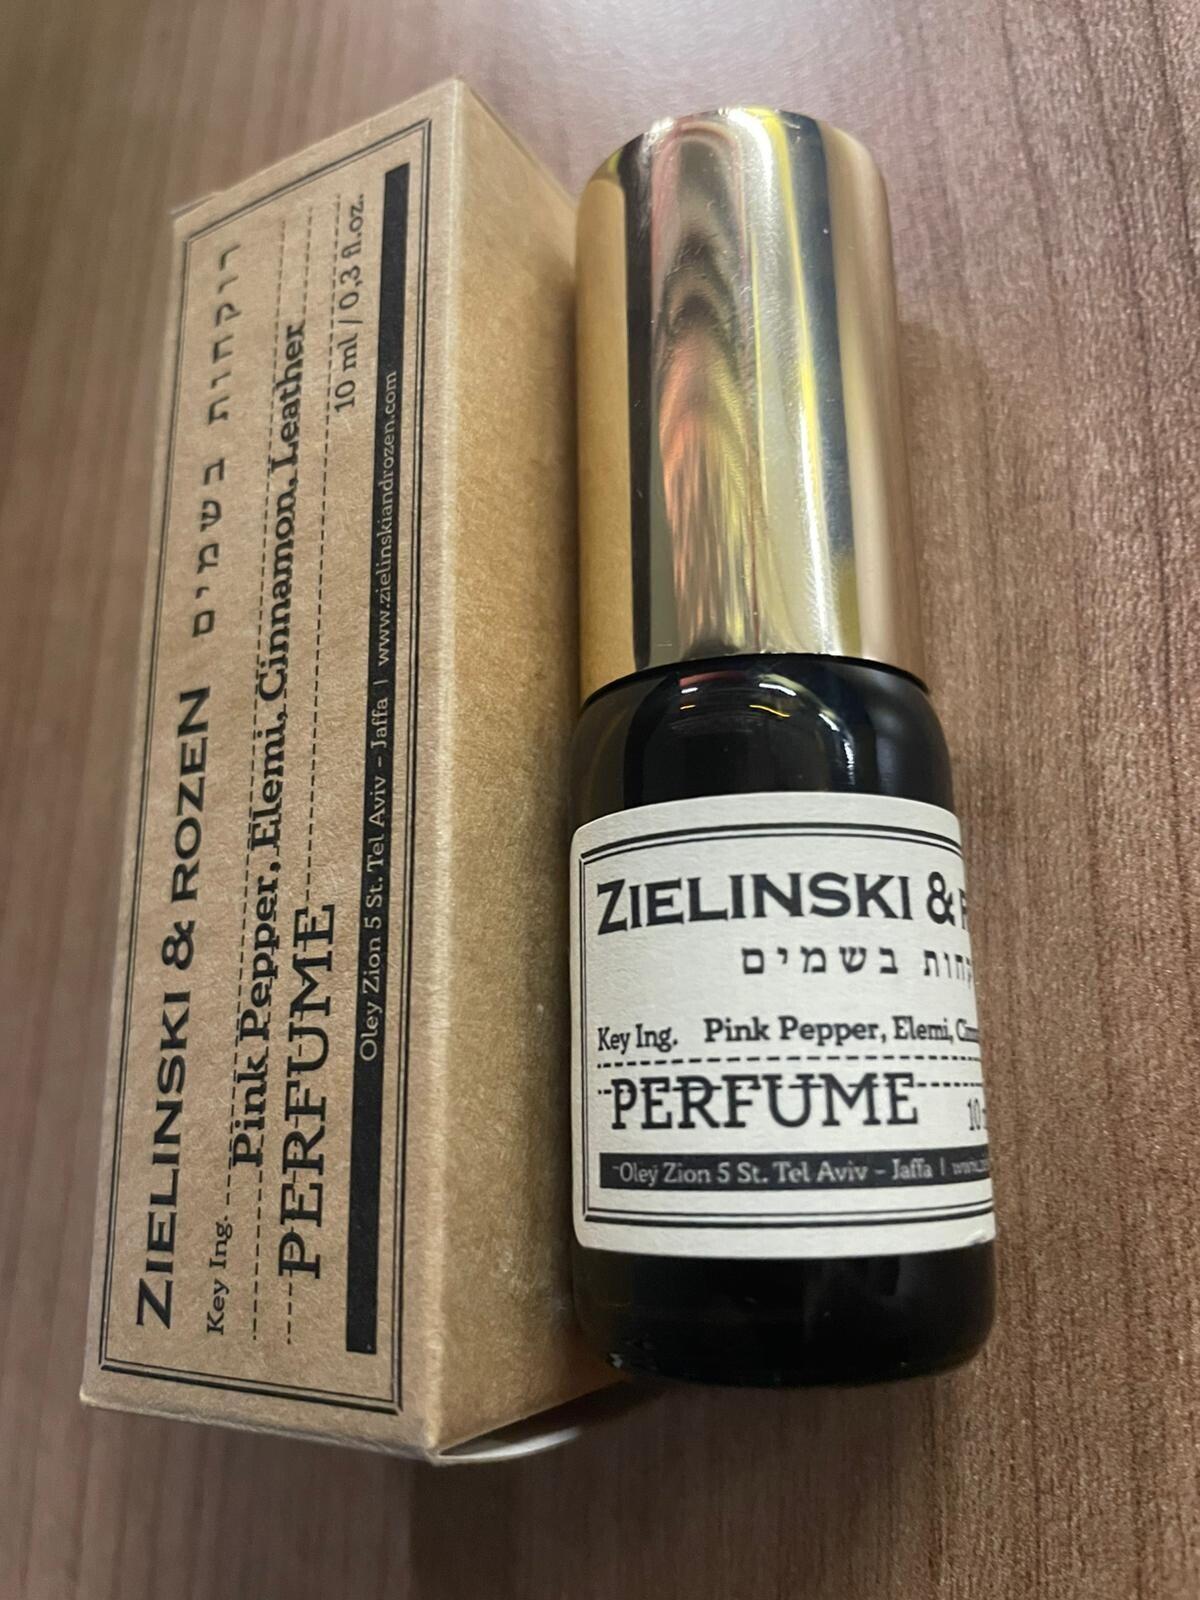 ZIELINSKI & ROZEN רוקחות בשמים
Key Ing. Pink Pepper, Elemi, Cinnamon, Leather
PERFUME 10 ml / 0,3 fl.oz.
Oley Zion 5 St. Tel Aviv - Jaffa | www.zielinskiandrozen.com
ZIELINSKI &
בשמים
Key Ing. Pink Pepper, Elemi,
PERFUME 10
Oley Zion 5 St. Tel Aviv - Jaffa |